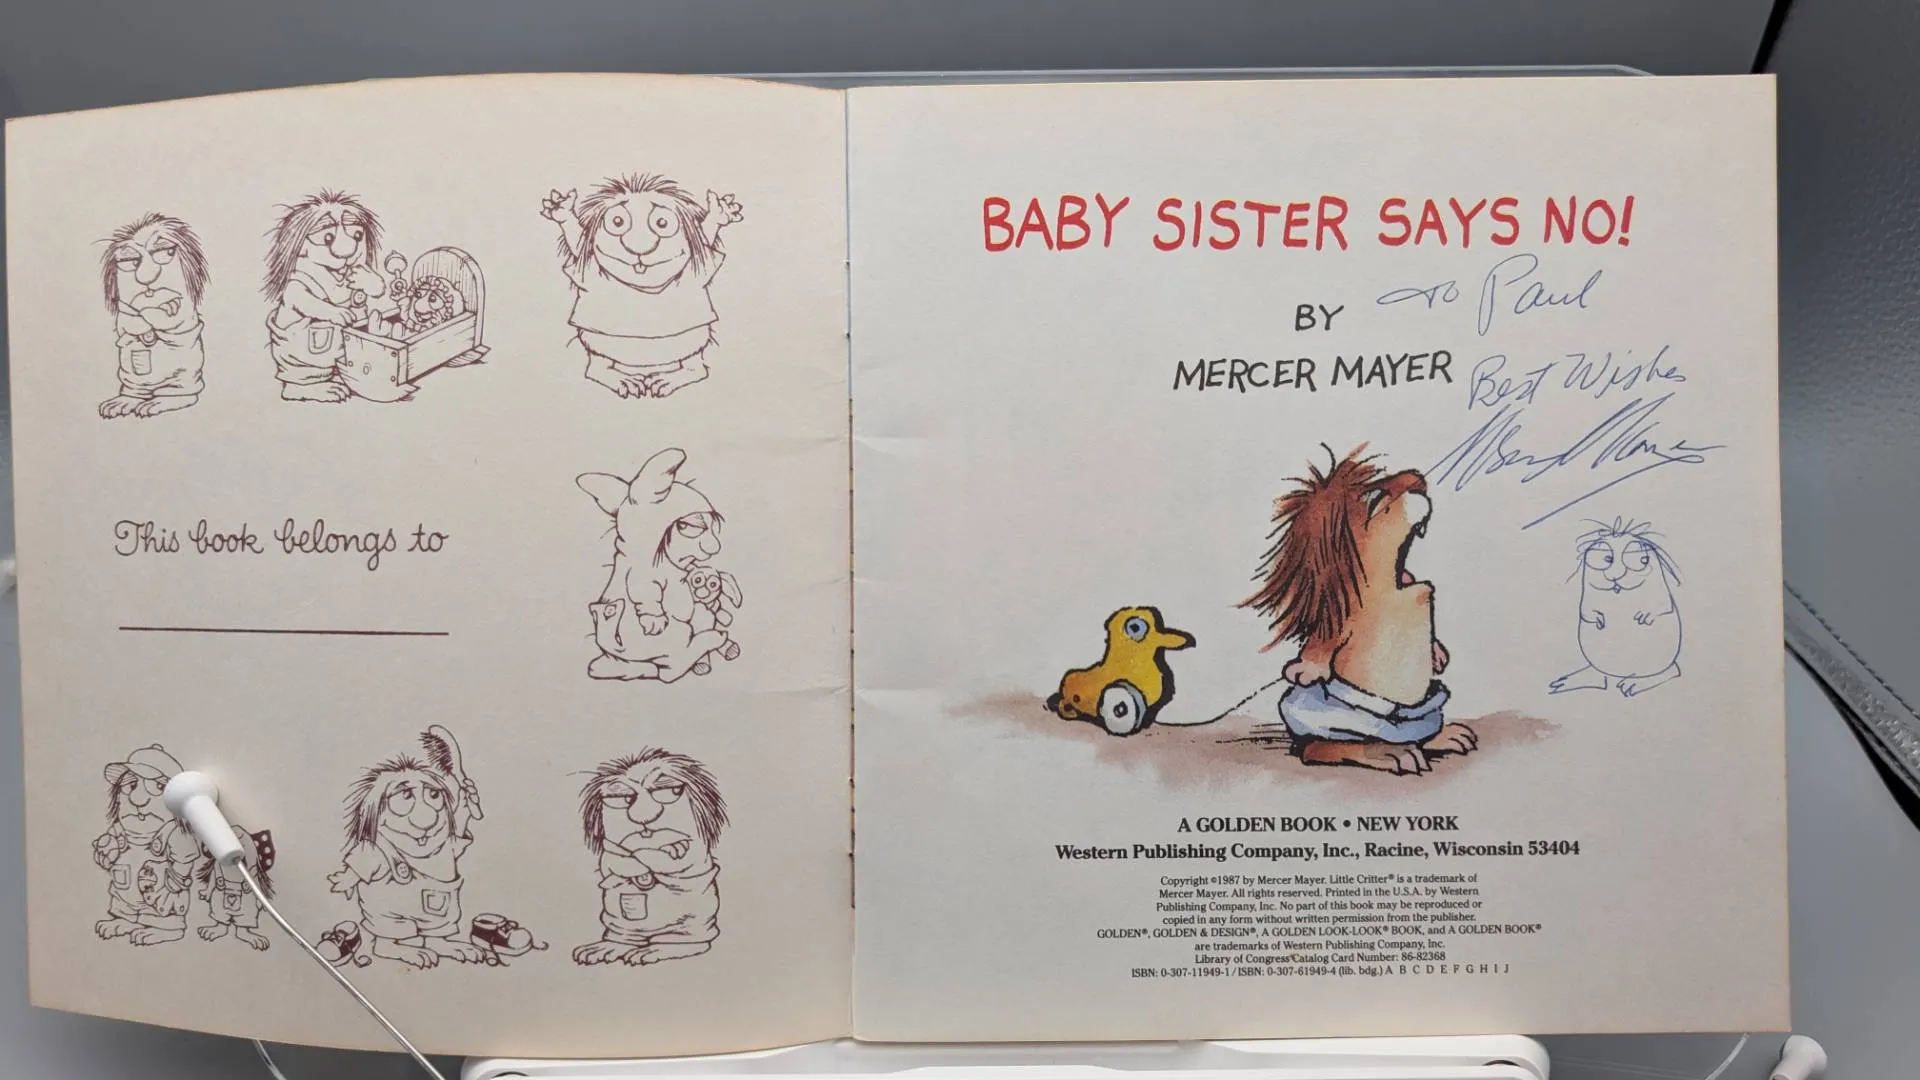 This book belongs to
BABY SISTER SAYS NO!
To Paul
BY
MERCER MAYER
Best Wishes
Mercer Mayer
A GOLDEN BOOK • NEW YORK
Western Publishing Company, Inc., Racine, Wisconsin 53404
Copyright ©1987 by Mercer Mayer. Little Critter® is a trademark of
Mercer Mayer. All rights reserved. Printed in the U.S.A. by Western
Publishing Company, Inc. No part of this book may be reproduced or
copied in any form without written permission from the publisher.
GOLDEN®, GOLDEN & DESIGN®, A GOLDEN LOOK-LOOK® BOOK, and A GOLDEN BOOK®
are trademarks of Western Publishing Company, Inc.
Library of Congress Catalog Card Number: 86-82368
ISBN: 0-307-11949-1 / ISBN: 0-307-61949-4 (lib. bdg.) A B C D E F G H I J